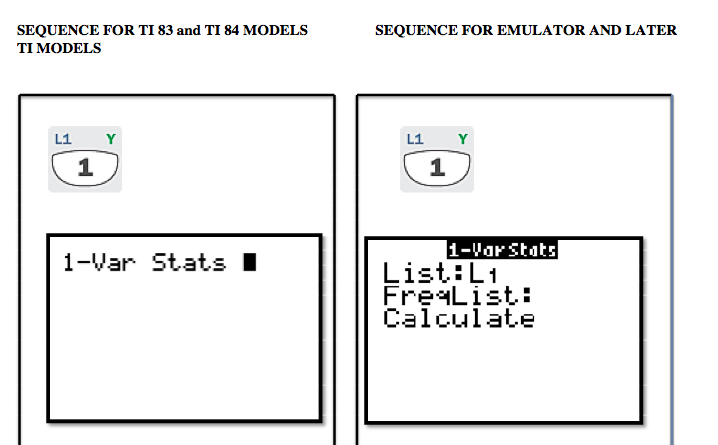 SEQUENCE FOR TI 83 and TI 84 MODELS
TI MODELS
L1 Y
1
1-Var Stats
SEQUENCE FOR EMULATOR AND LATER
L1 Y
1
1-Var Stats
List:L1
FreqList:
Calculate